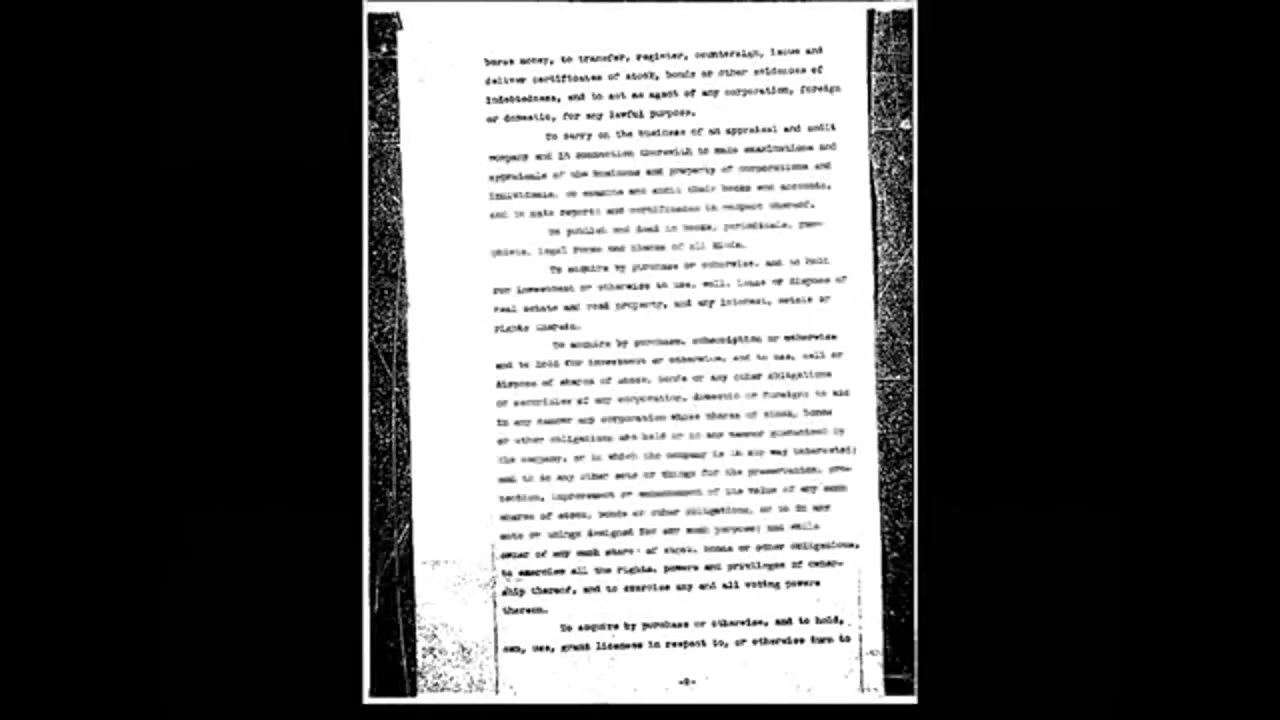 burse money, to transfer, register, countersign, issue and
deliver certificates of stock, bonds or other evidences of
indebtedness, and to act as agent of any corporation, foreign
or domestic, for any lawful purpose.
To carry on the business of an appraisal and audit
company and in connection therewith to make examinations and
appraisals of the business and property of corporations and
individuals, to examine and audit their books and accounts,
and to make reports and certificates in respect thereof.
To publish and deal in books, periodicals, pam-
phlets, legal forms and blanks of all kinds.
To acquire by purchase or otherwise, and to hold
for investment or otherwise to use, sell, lease or dispose of
real estate and real property, and any interest, estate or
rights therein.
To acquire by purchase, subscription or otherwise
and to hold for investment or otherwise, and to use, sell or
dispose of shares of stock, bonds or any other obligations
or securities of any corporation, domestic or foreign; to aid
in any manner any corporation whose shares of stock, bonds
or other obligations are held or in any manner guaranteed by
the company, or in which the company is in any way interested;
and to do any other acts or things for the preservation, pro-
tection, improvement or enhancement of the value of any such
shares of stock, bonds or other obligations, or to do any
acts or things designed for any such purpose; and while
owner of any such share of stock, bonds or other obligations,
to exercise all the rights, powers and privileges of owner-
ship thereof, and to exercise any and all voting powers
thereon.
To acquire by purchase or otherwise, and to hold,
own, use, grant licenses in respect to, or otherwise turn to